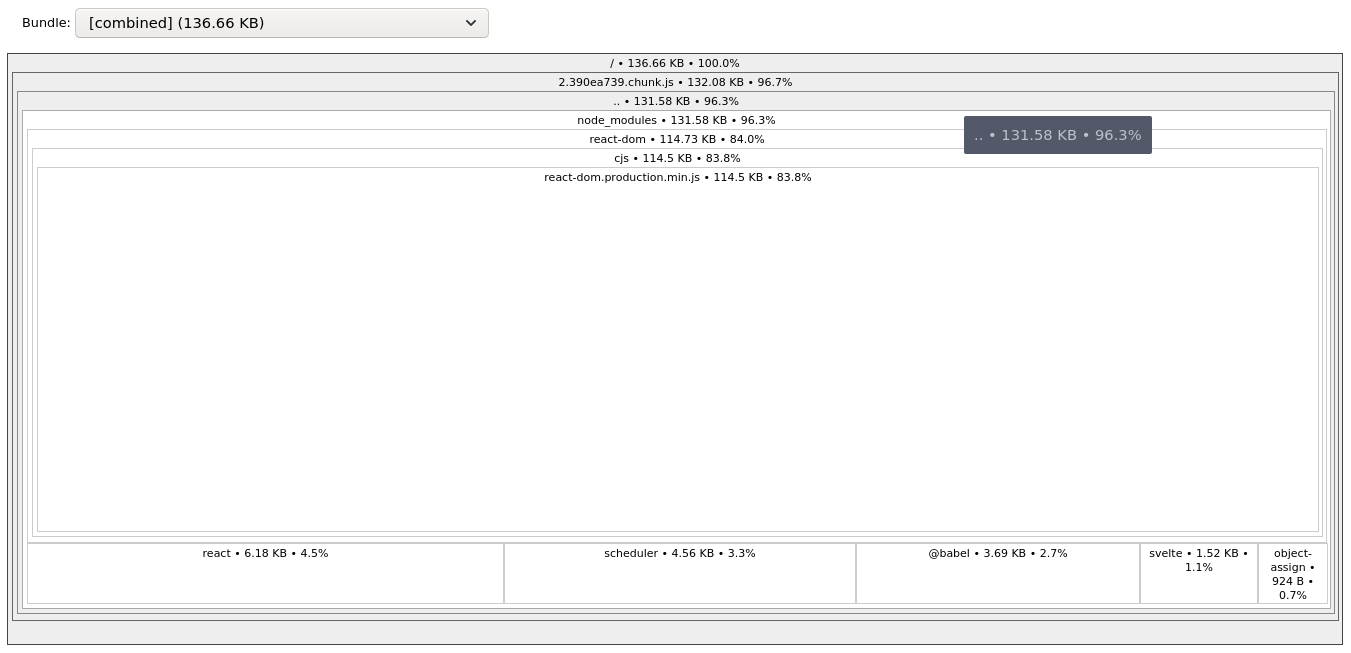 Bundle: [combined] (136.66 KB)
/ • 136.66 KB • 100.0%
2.390ea739.chunk.js • 132.08 KB • 96.7%
.. • 131.58 KB • 96.3%
node_modules • 131.58 KB • 96.3%
react-dom • 114.73 KB • 84.0%
.. • 131.58 KB • 96.3%
cjs • 114.5 KB • 83.8%
react-dom.production.min.js • 114.5 KB • 83.8%
react • 6.18 KB • 4.5%
scheduler • 4.56 KB • 3.3%
@babel • 3.69 KB • 2.7%
svelte • 1.52 KB •
1.1%
object-
assign •
924 B •
0.7%